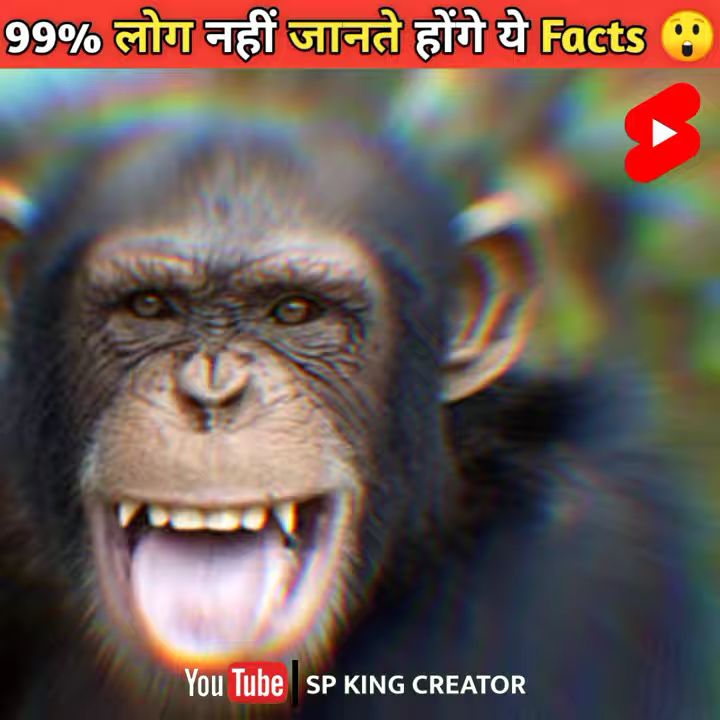 99% लोग नहीं जानते होंगे ये Facts 😲
YouTube | SP KING CREATOR